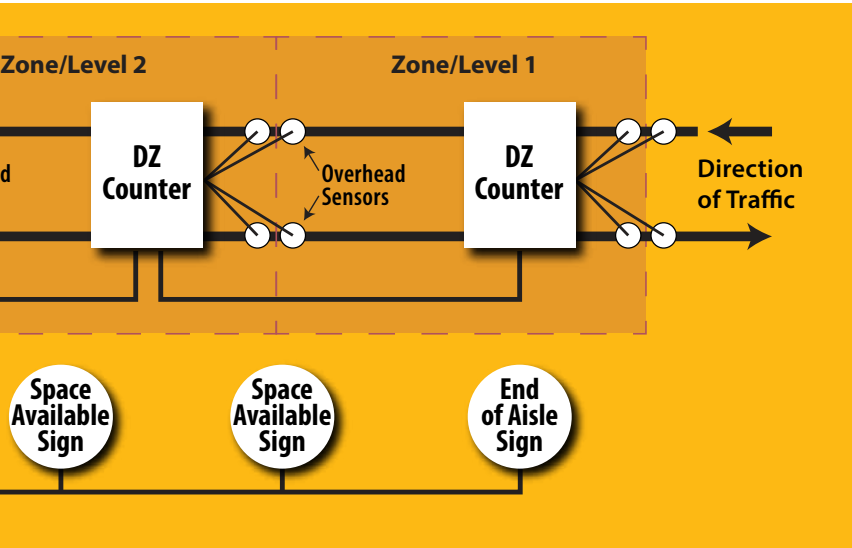 Zone/Level 2
Zone/Level 1
DZ
Counter
d
Overhead
Sensors
DZ
Counter
Direction
of Traffic
Space
Available
Sign
Space
Available
Sign
End
of Aisle
Sign